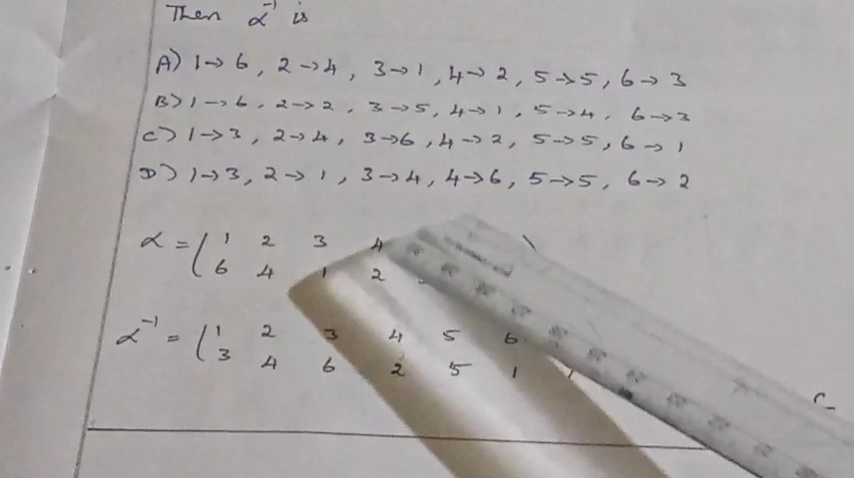 Then α⁻¹ is
A) 1→6, 2→4, 3→1, 4→2, 5→5, 6→3
B) 1→6, 2→2, 3→5, 4→1, 5→4, 6→3
C) 1→3, 2→4, 3→6, 4→2, 5→5, 6→1
D) 1→3, 2→1, 3→4, 4→6, 5→5, 6→2
α = ( 1 2 3 4
6 4 1 2
α⁻¹ = ( 1 2 3 4 5 6
3 4 6 2 5 1